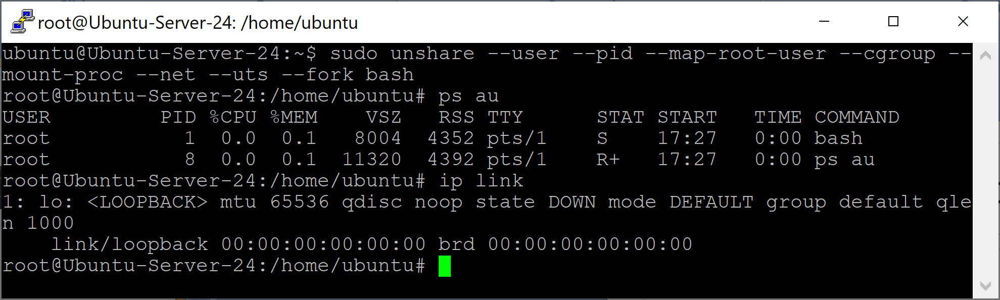 root@Ubuntu-Server-24: /home/ubuntu
ubuntu@Ubuntu-Server-24:~$ sudo unshare --user --pid --map-root-user --cgroup --
mount-proc --net --uts --fork bash
root@Ubuntu-Server-24:/home/ubuntu# ps au
USER         PID %CPU %MEM    VSZ   RSS TTY      STAT START   TIME COMMAND
root           1  0.0  0.1   8004  4352 pts/1    S    17:27   0:00 bash
root           8  0.0  0.1  11320  4392 pts/1    R+   17:27   0:00 ps au
root@Ubuntu-Server-24:/home/ubuntu# ip link
1: lo: <LOOPBACK> mtu 65536 qdisc noop state DOWN mode DEFAULT group default qle
n 1000
    link/loopback 00:00:00:00:00:00 brd 00:00:00:00:00:00
root@Ubuntu-Server-24:/home/ubuntu#